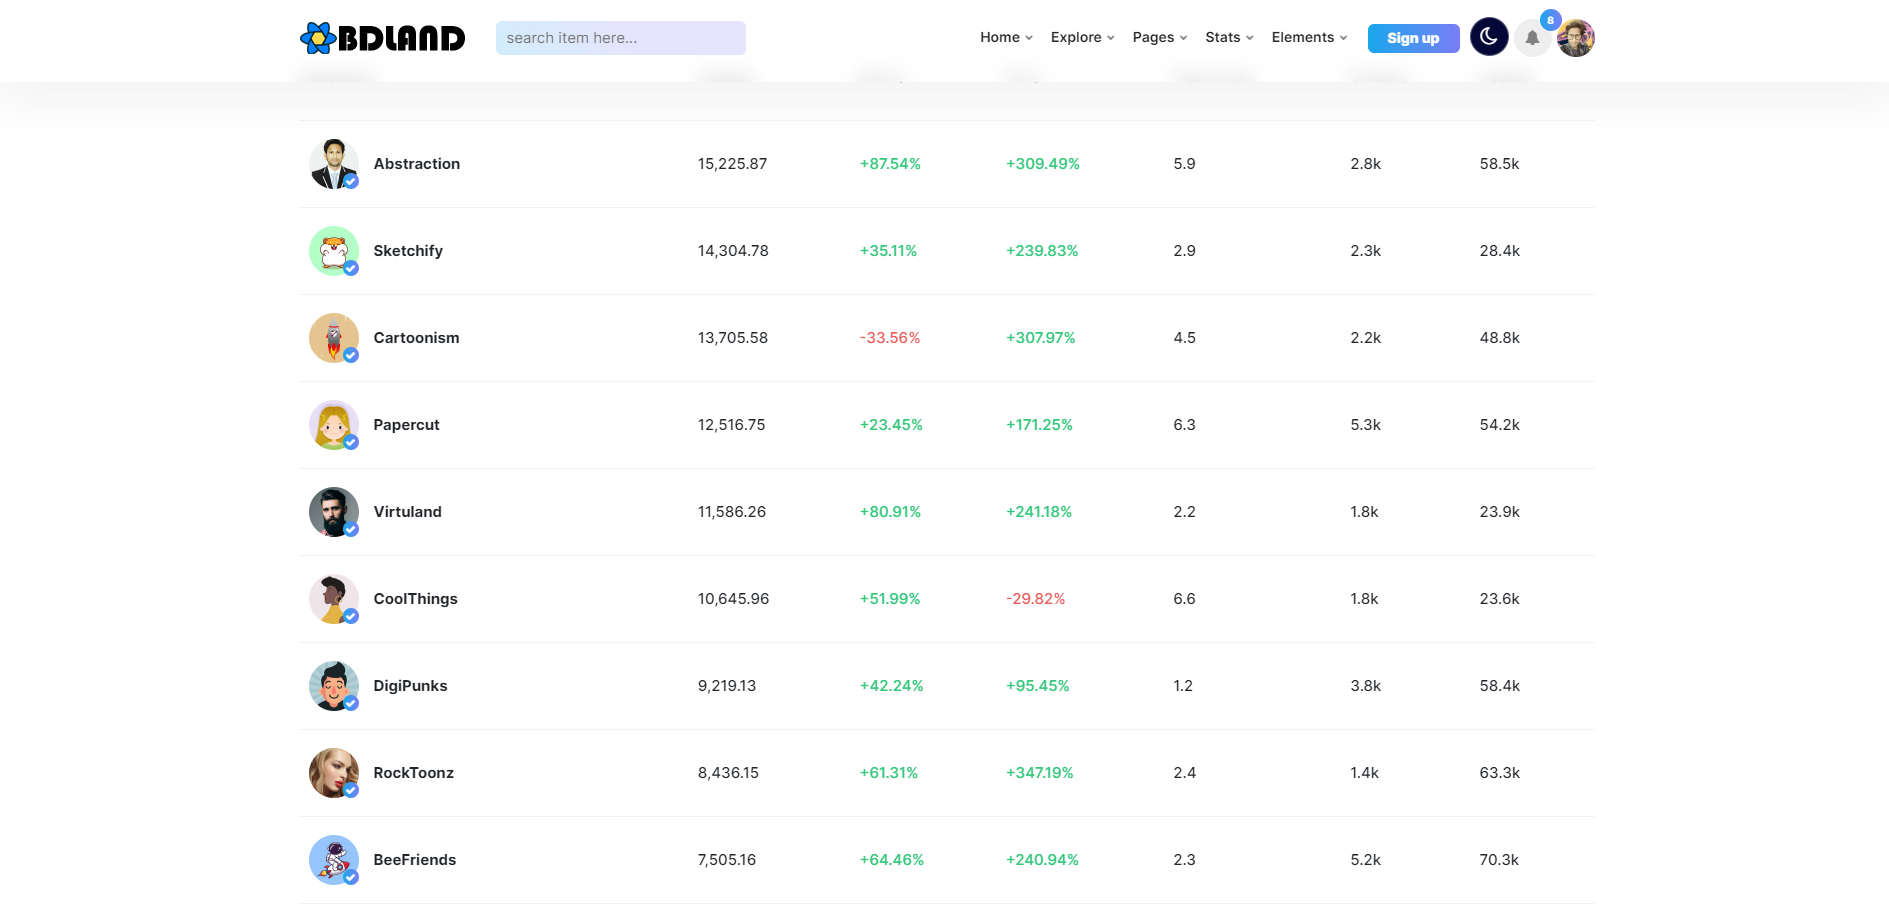 BDLAND search item here... Home Explore Pages Stats Elements Sign up 8
Abstraction 15,225.87 +87.54% +309.49% 5.9 2.8k 58.5k
Sketchify 14,304.78 +35.11% +239.83% 2.9 2.3k 28.4k
Cartoonism 13,705.58 -33.56% +307.97% 4.5 2.2k 48.8k
Papercut 12,516.75 +23.45% +171.25% 6.3 5.3k 54.2k
Virtuland 11,586.26 +80.91% +241.18% 2.2 1.8k 23.9k
CoolThings 10,645.96 +51.99% -29.82% 6.6 1.8k 23.6k
DigiPunks 9,219.13 +42.24% +95.45% 1.2 3.8k 58.4k
RockToonz 8,436.15 +61.31% +347.19% 2.4 1.4k 63.3k
BeeFriends 7,505.16 +64.46% +240.94% 2.3 5.2k 70.3k